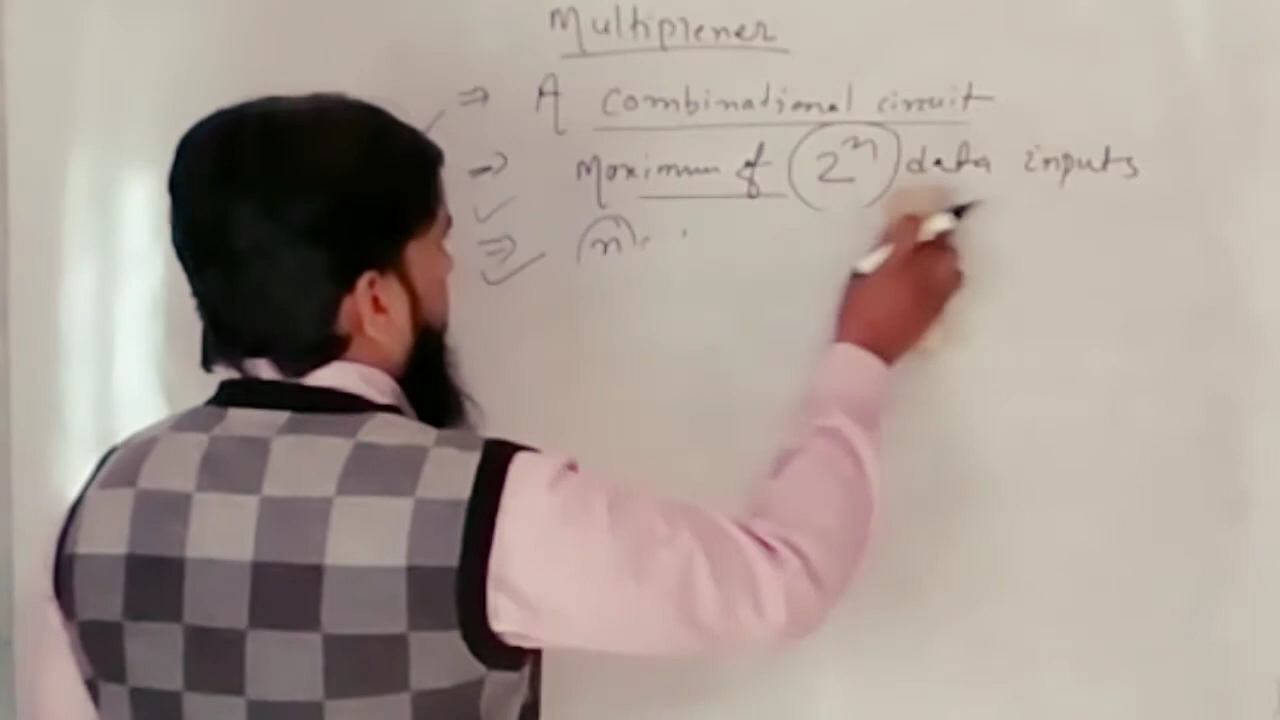 Multiplexer
⇒ A combinational circuit
⇒ Maximum of 2ⁿ data inputs
⇒ n